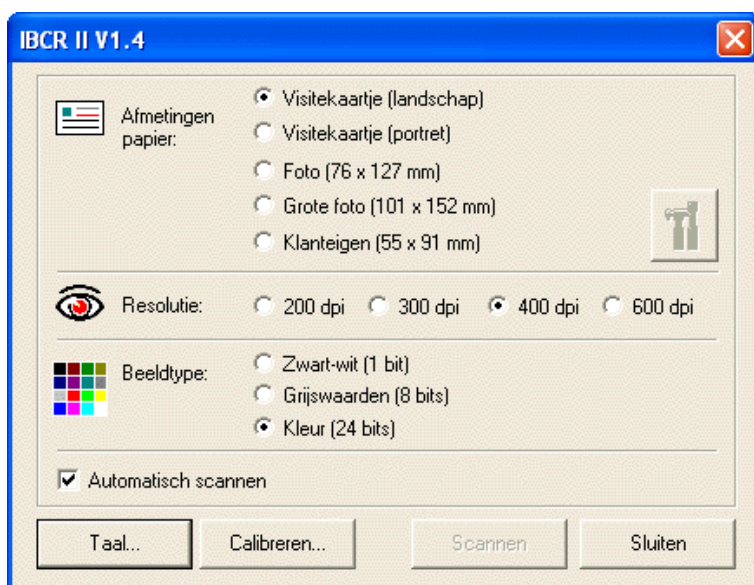 IBCR II V1.4
Afmetingen
papier:
Visitekaartje (landschap)
Visitekaartje (portret)
Foto (76 x 127 mm)
Grote foto (101 x 152 mm)
Klanteigen (55 x 91 mm)
Resolutie: 200 dpi 300 dpi 400 dpi 600 dpi
Beeldtype:
Zwart-wit (1 bit)
Grijswaarden (8 bits)
Kleur (24 bits)
Automatisch scannen
Taal... Calibreren... Scannen Sluiten